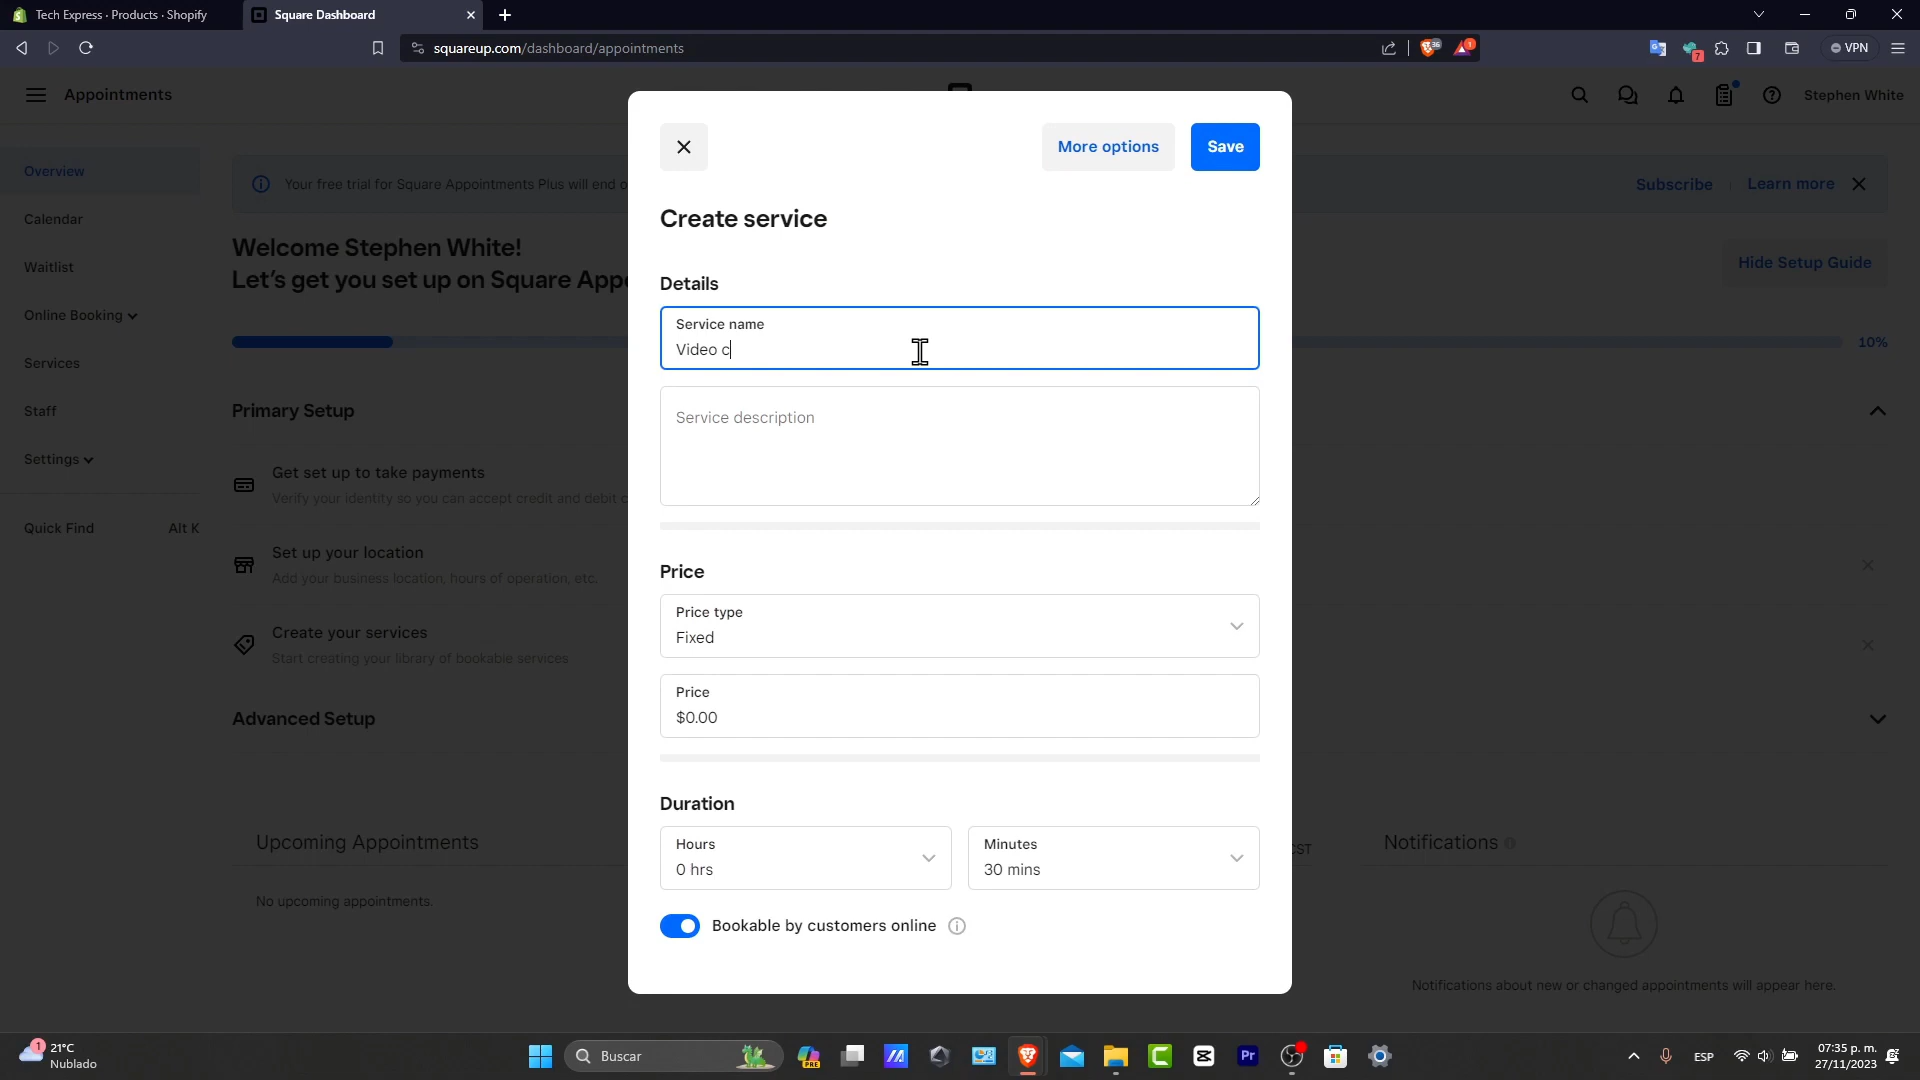 Tech Express · Products · Shopify
Square Dashboard
squareup.com/dashboard/appointments
36
1
7
VPN
Appointments
Stephen White
Overview
Calendar
Waitlist
Online Booking
Services
Staff
Settings
Quick Find Alt K
Your free trial for Square Appointments Plus will end
Subscribe
Learn more
Welcome Stephen White!
Let's get you set up on Square
Hide Setup Guide
10%
Primary Setup
Get set up to take payments
Verify your identity so you can accept credit and debit
Set up your location
Add your business location, hours of operation, etc.
Create your services
Start creating your library of bookable services
Advanced Setup
Upcoming Appointments
CST
No upcoming appointments.
Notifications
Notifications about new or changed appointments will appear here.
More options
Save
Create service
Details
Service name
Video c
Service description
Price
Price type
Fixed
Price
$0.00
Duration
Hours
0 hrs
Minutes
30 mins
Bookable by customers online
1
21°C
Nublado
Buscar
PRE
Pr
ESP
07:35 p. m.
27/11/2023